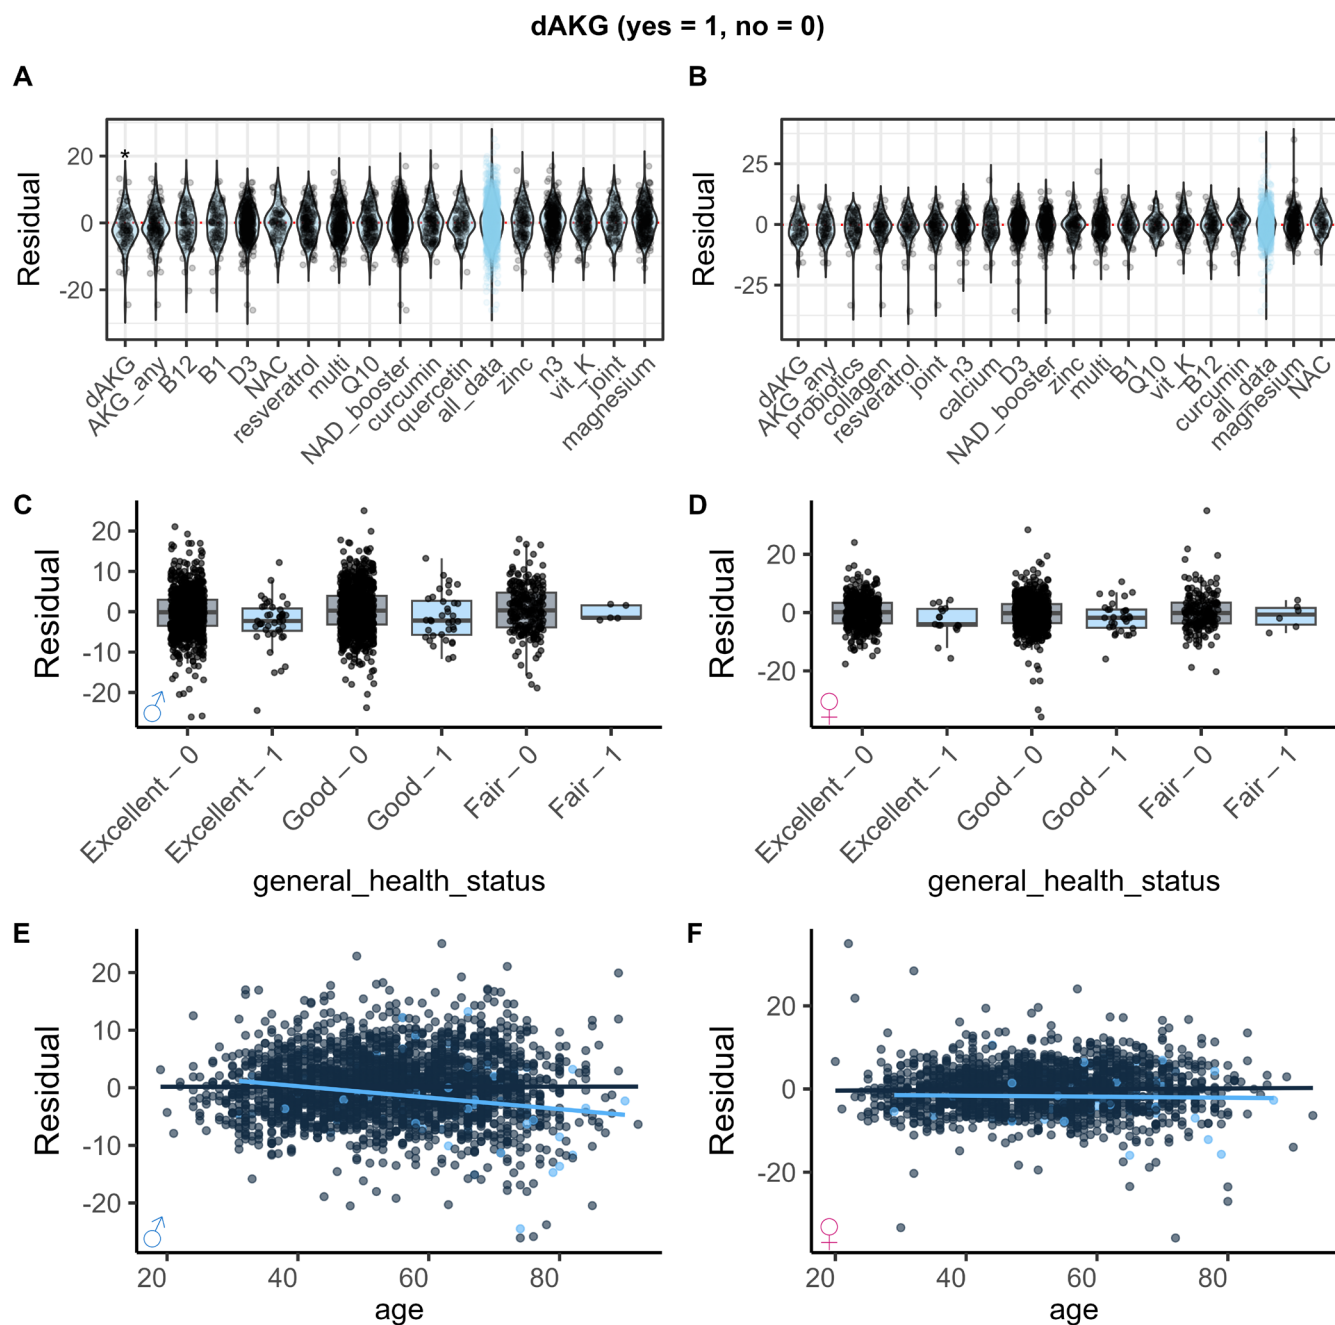 dAKG (yes = 1, no = 0)
A
Residual
20
0
-20
*
dAKG
AKG_any
B12
B1
D3
NAC
resveratrol
multi
Q10
NAD_booster
curcumin
quercetin
all_data
zinc
n3
vit_K
joint
magnesium
B
Residual
25
0
-25
dAKG
AKG_any
probiotics
collagen
resveratrol
joint
n3
calcium
D3
NAD_booster
zinc
multi
B1
Q10
vit_K
B12
curcumin
all_data
magnesium
NAC
C
Residual
20
10
0
-10
-20
♂
Excellent – 0
Excellent – 1
Good – 0
Good – 1
Fair – 0
Fair – 1
general_health_status
D
Residual
20
0
-20
♀
Excellent – 0
Excellent – 1
Good – 0
Good – 1
Fair – 0
Fair – 1
general_health_status
E
Residual
20
10
0
-10
-20
♂
20 40 60 80
age
F
Residual
20
0
-20
♀
20 40 60 80
age